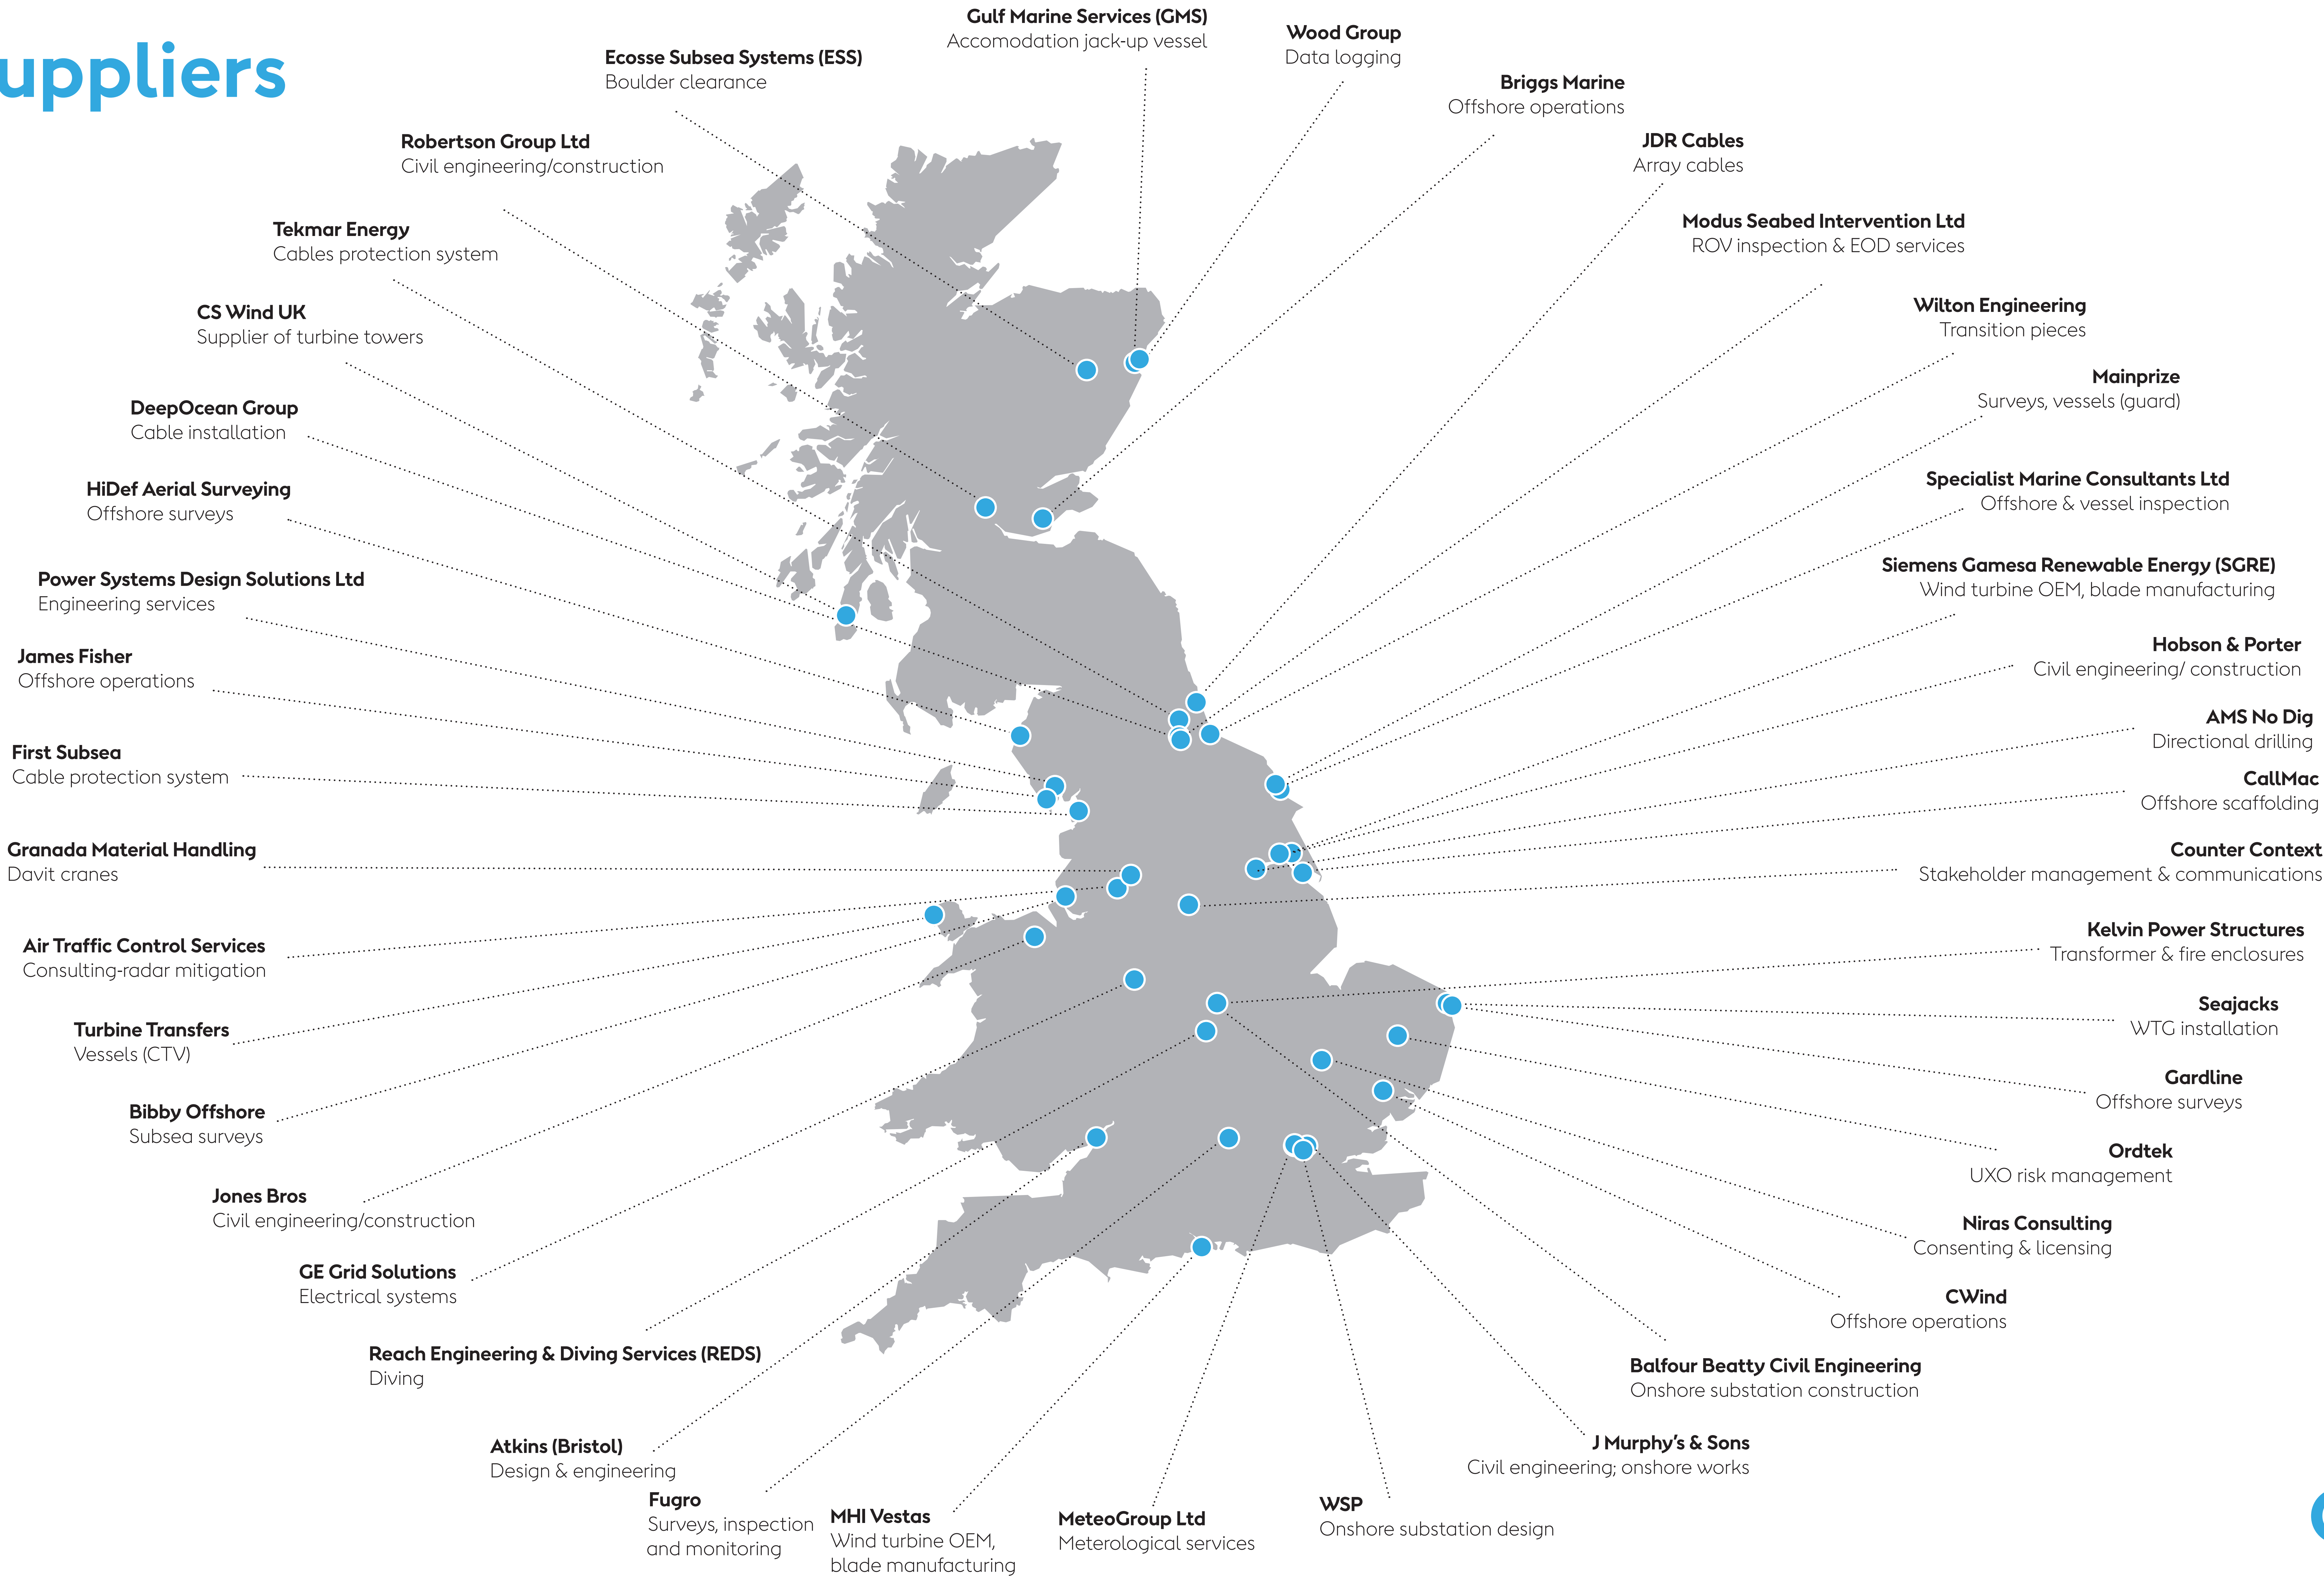 uppliers
Gulf Marine Services (GMS)
Accomodation jack-up vessel
Wood Group
Data logging
Ecosse Subsea Systems (ESS)
Boulder clearance
Briggs Marine
Offshore operations
Robertson Group Ltd
Civil engineering/construction
JDR Cables
Array cables
Tekmar Energy
Cables protection system
Modus Seabed Intervention Ltd
ROV inspection & EOD services
CS Wind UK
Supplier of turbine towers
Wilton Engineering
Transition pieces
DeepOcean Group
Cable installation
Mainprize
Surveys, vessels (guard)
HiDef Aerial Surveying
Offshore surveys
Specialist Marine Consultants Ltd
Offshore & vessel inspection
Power Systems Design Solutions Ltd
Engineering services
Siemens Gamesa Renewable Energy (SGRE)
Wind turbine OEM, blade manufacturing
James Fisher
Offshore operations
Hobson & Porter
Civil engineering/ construction
First Subsea
Cable protection system
AMS No Dig
Directional drilling
CallMac
Offshore scaffolding
Granada Material Handling
Davit cranes
Counter Context
Stakeholder management & communications
Air Traffic Control Services
Consulting-radar mitigation
Kelvin Power Structures
Transformer & fire enclosures
Turbine Transfers
Vessels (CTV)
Seajacks
WTG installation
Bibby Offshore
Subsea surveys
Gardline
Offshore surveys
Jones Bros
Civil engineering/construction
Ordtek
UXO risk management
GE Grid Solutions
Electrical systems
Niras Consulting
Consenting & licensing
Reach Engineering & Diving Services (REDS)
Diving
CWind
Offshore operations
Atkins (Bristol)
Design & engineering
Balfour Beatty Civil Engineering
Onshore substation construction
Fugro
Surveys, inspection
and monitoring
MHI Vestas
Wind turbine OEM,
blade manufacturing
MeteoGroup Ltd
Meterological services
WSP
Onshore substation design
J Murphy's & Sons
Civil engineering; onshore works